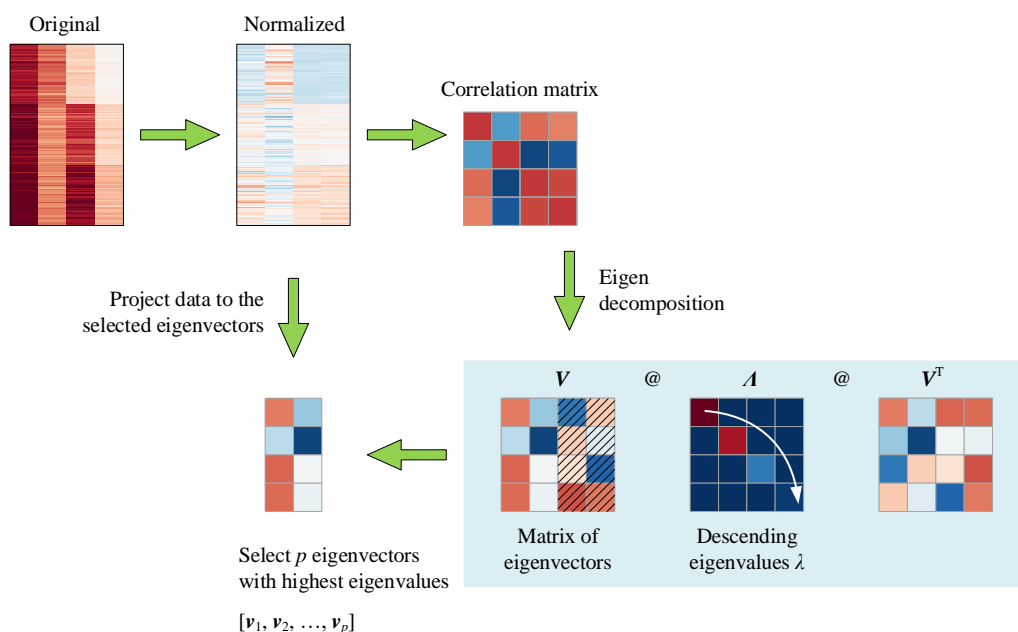 Original
Normalized
Correlation matrix
Project data to the
selected eigenvectors
Eigen
decomposition
V @ Λ @ Vᵀ
Matrix of
eigenvectors
Descending
eigenvalues λ
Select p eigenvectors
with highest eigenvalues
[v₁, v₂, …, vₚ]